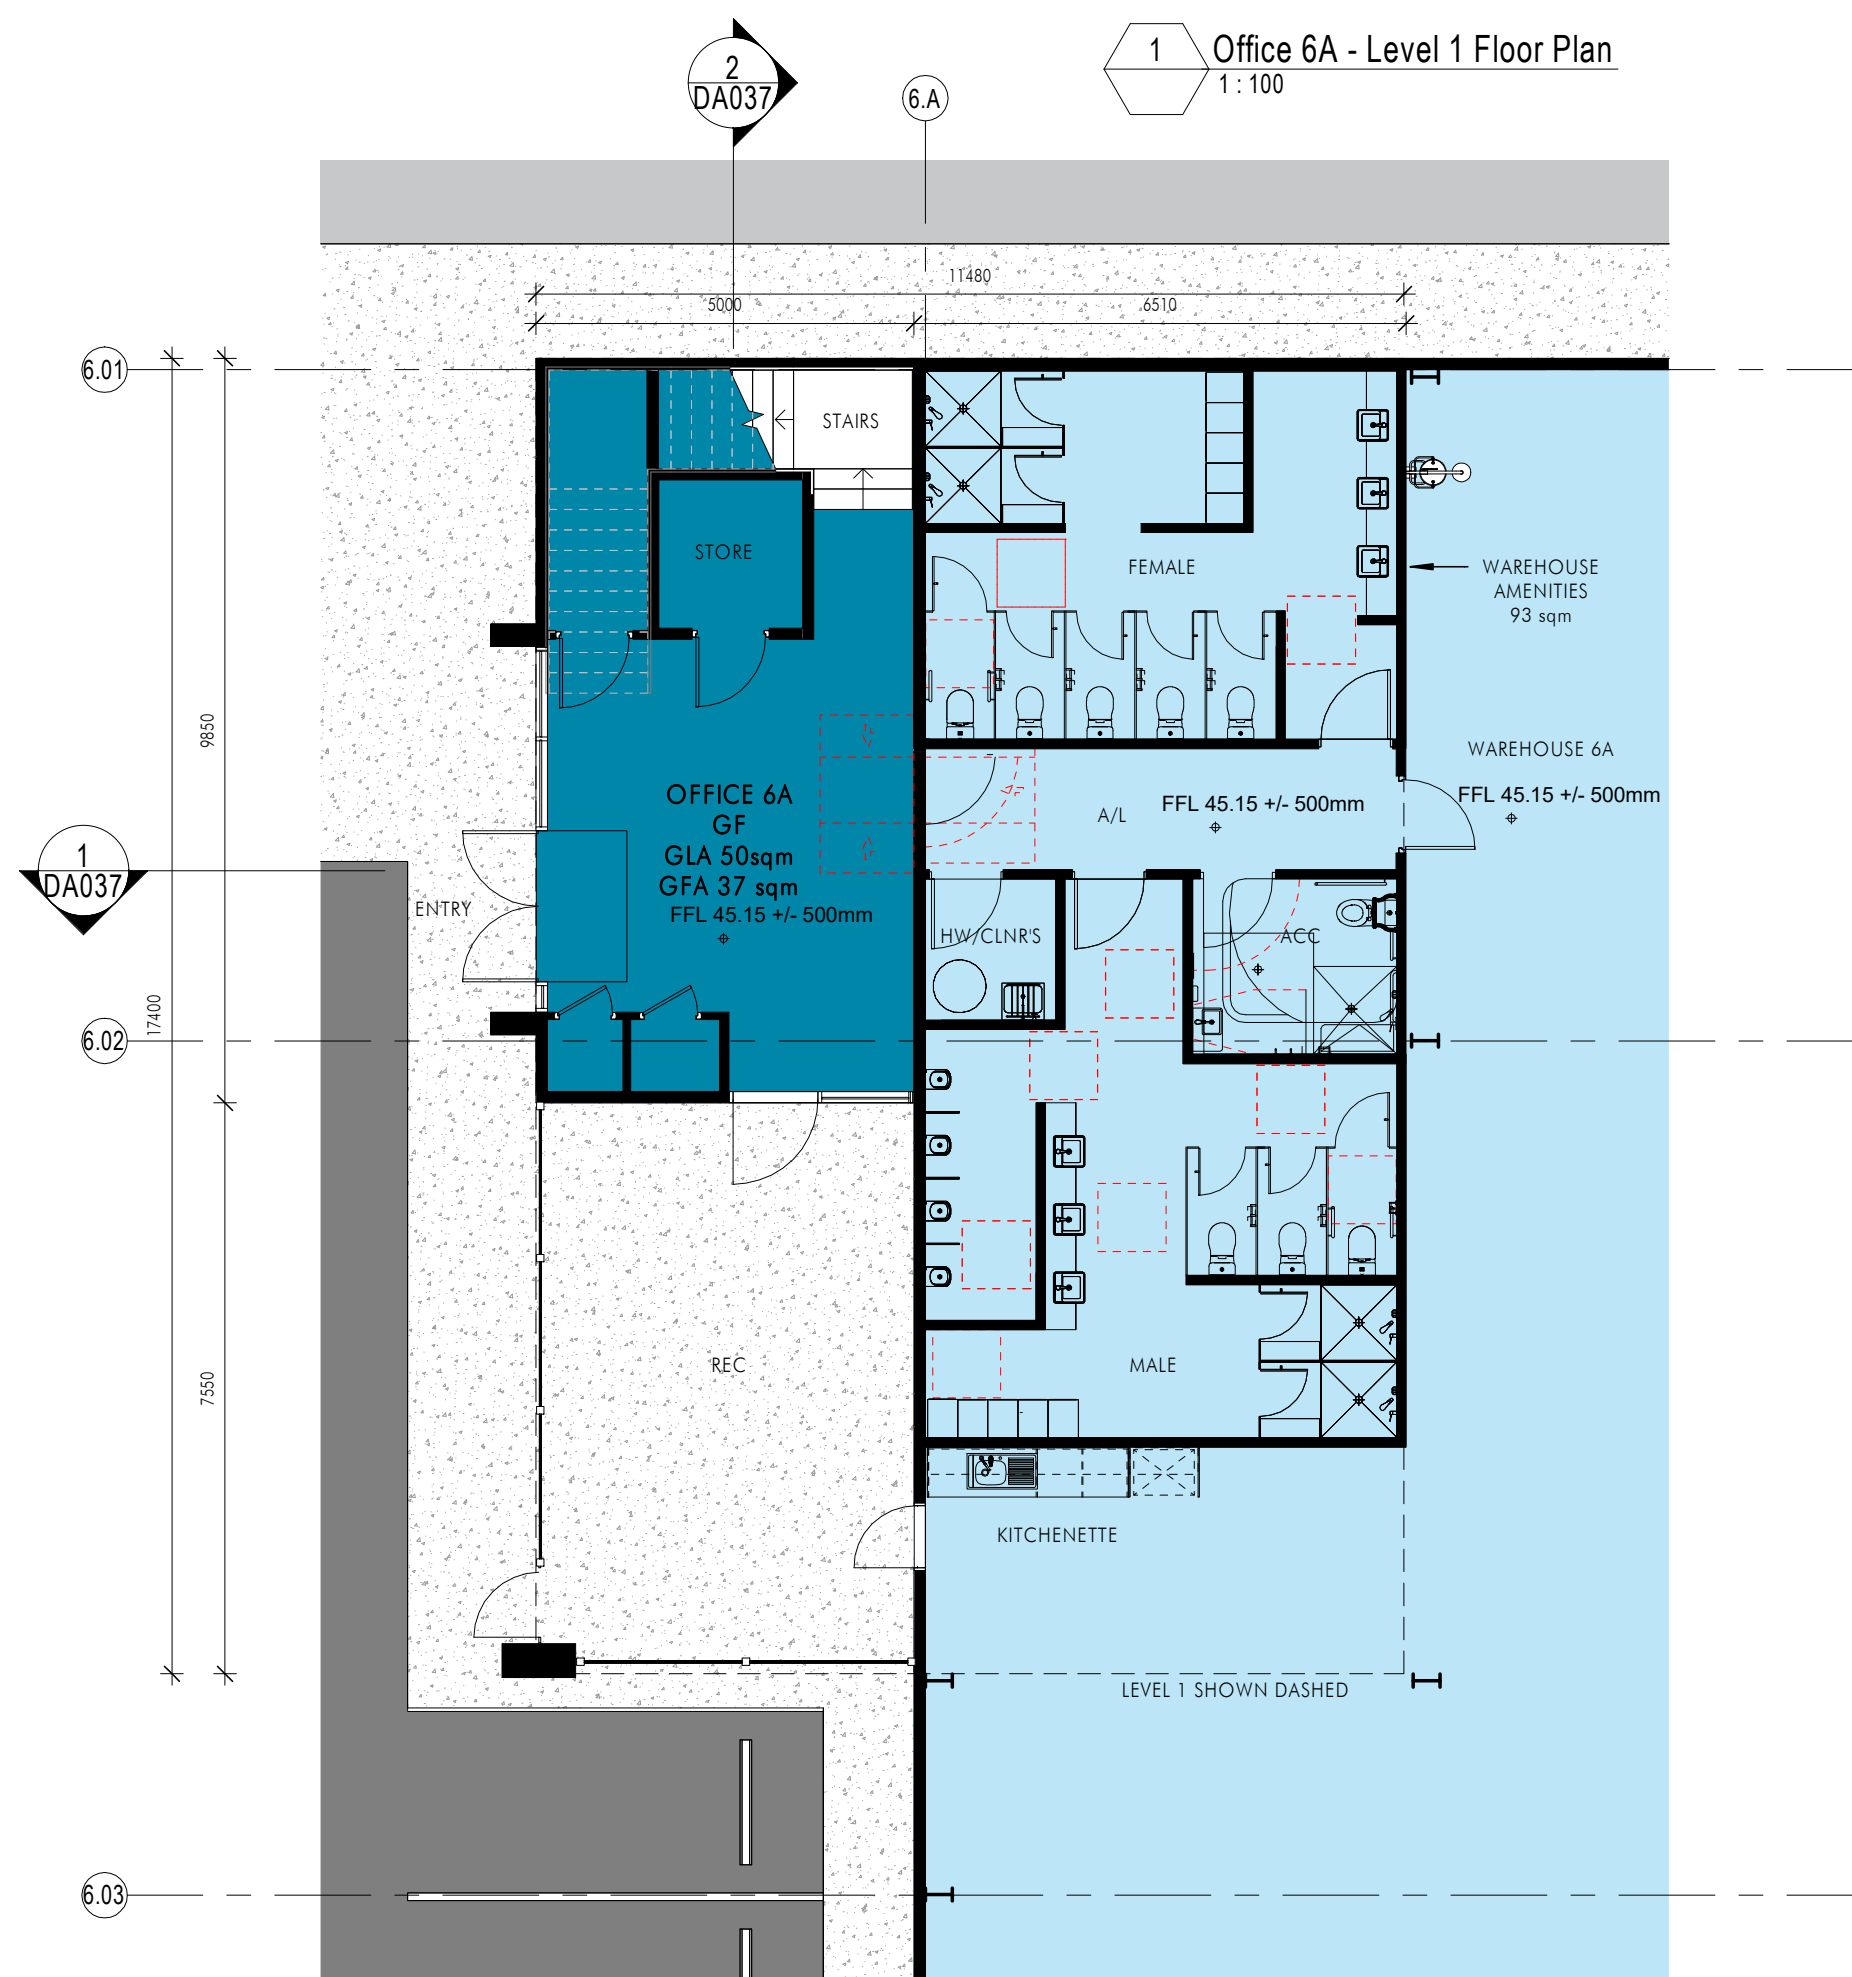 2
DA037
6.A
1
Office 6A - Level 1 Floor Plan
1 : 100
11480
5000
6510
6.01
STAIRS
STORE
FEMALE
WAREHOUSE
AMENITIES
93 sqm
9850
WAREHOUSE 6A
OFFICE 6A
GF
GLA 50sqm
GFA 37 sqm
FFL 45.15 +/- 500mm
A/L
FFL 45.15 +/- 500mm
FFL 45.15 +/- 500mm
1
DA037
ENTRY
HW/CLNR'S
ACC
17400
6.02
7550
REC
MALE
KITCHENETTE
LEVEL 1 SHOWN DASHED
6.03